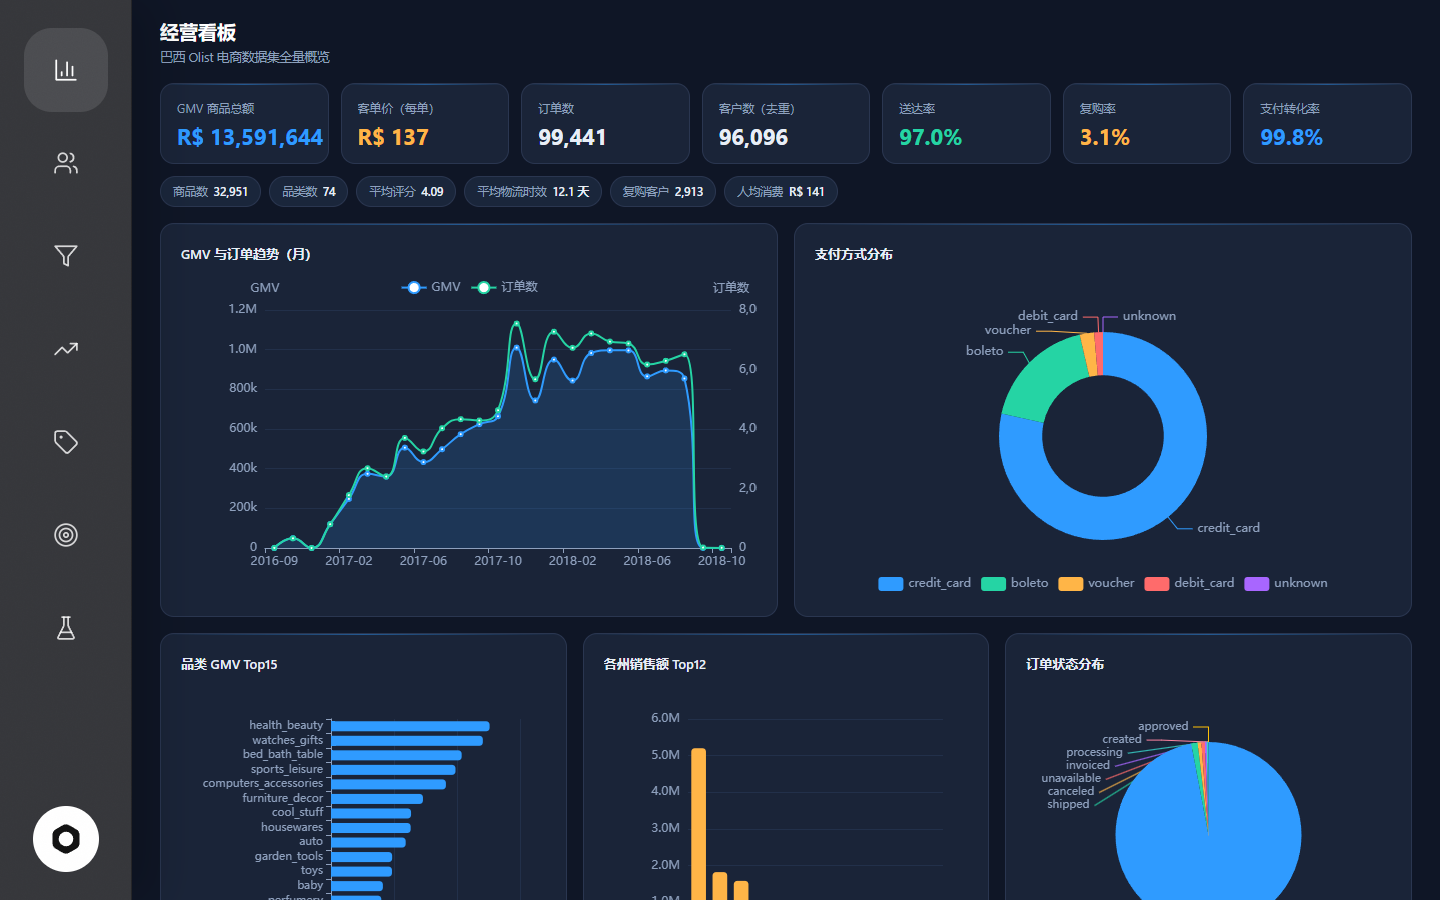 经营看板
巴西 Olist 电商数据集全量概览
GMV 商品总额
R$ 13,591,644
客单价（每单）
R$ 137
订单数
99,441
客户数（去重）
96,096
送达率
97.0%
复购率
3.1%
支付转化率
99.8%
商品数 32,951
品类数 74
平均评分 4.09
平均物流时效 12.1 天
复购客户 2,913
人均消费 R$ 141
GMV 与订单趋势（月）
GMV
GMV
订单数
订单数
1.2M
1.0M
800k
600k
400k
200k
0
8,0
6,0
4,0
2,0
0
2016-09
2017-02
2017-06
2017-10
2018-02
2018-06
2018-10
支付方式分布
debit_card
unknown
voucher
boleto
credit_card
credit_card
boleto
voucher
debit_card
unknown
品类 GMV Top15
health_beauty
watches_gifts
bed_bath_table
sports_leisure
computers_accessories
furniture_decor
cool_stuff
housewares
auto
garden_tools
toys
baby
perfumery
各州销售额 Top12
6.0M
5.0M
4.0M
3.0M
2.0M
1.0M
订单状态分布
approved
created
processing
invoiced
unavailable
canceled
shipped